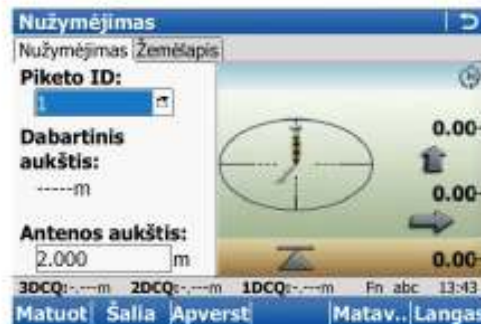 Nužymėjimas
Nužymėjimas Žemėlapis
Piketo ID:
1
Dabartinis
aukštis:
-----m
Antenos aukštis:
2.000 m
0.00
0.00
0.00
3DCQ:-.---m 2DCQ:-.---m 1DCQ:-.---m Fn abc 13:43
Matuot Šalia Apverst Matav.. Langas